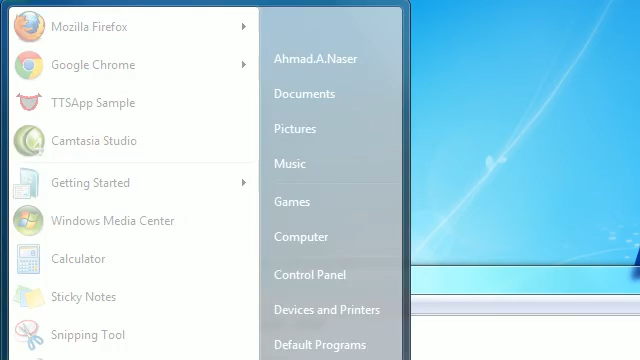 Mozilla Firefox
Google Chrome
TTSApp Sample
Camtasia Studio
Getting Started
Windows Media Center
Calculator
Sticky Notes
Snipping Tool
Ahmad.A.Naser
Documents
Pictures
Music
Games
Computer
Control Panel
Devices and Printers
Default Programs